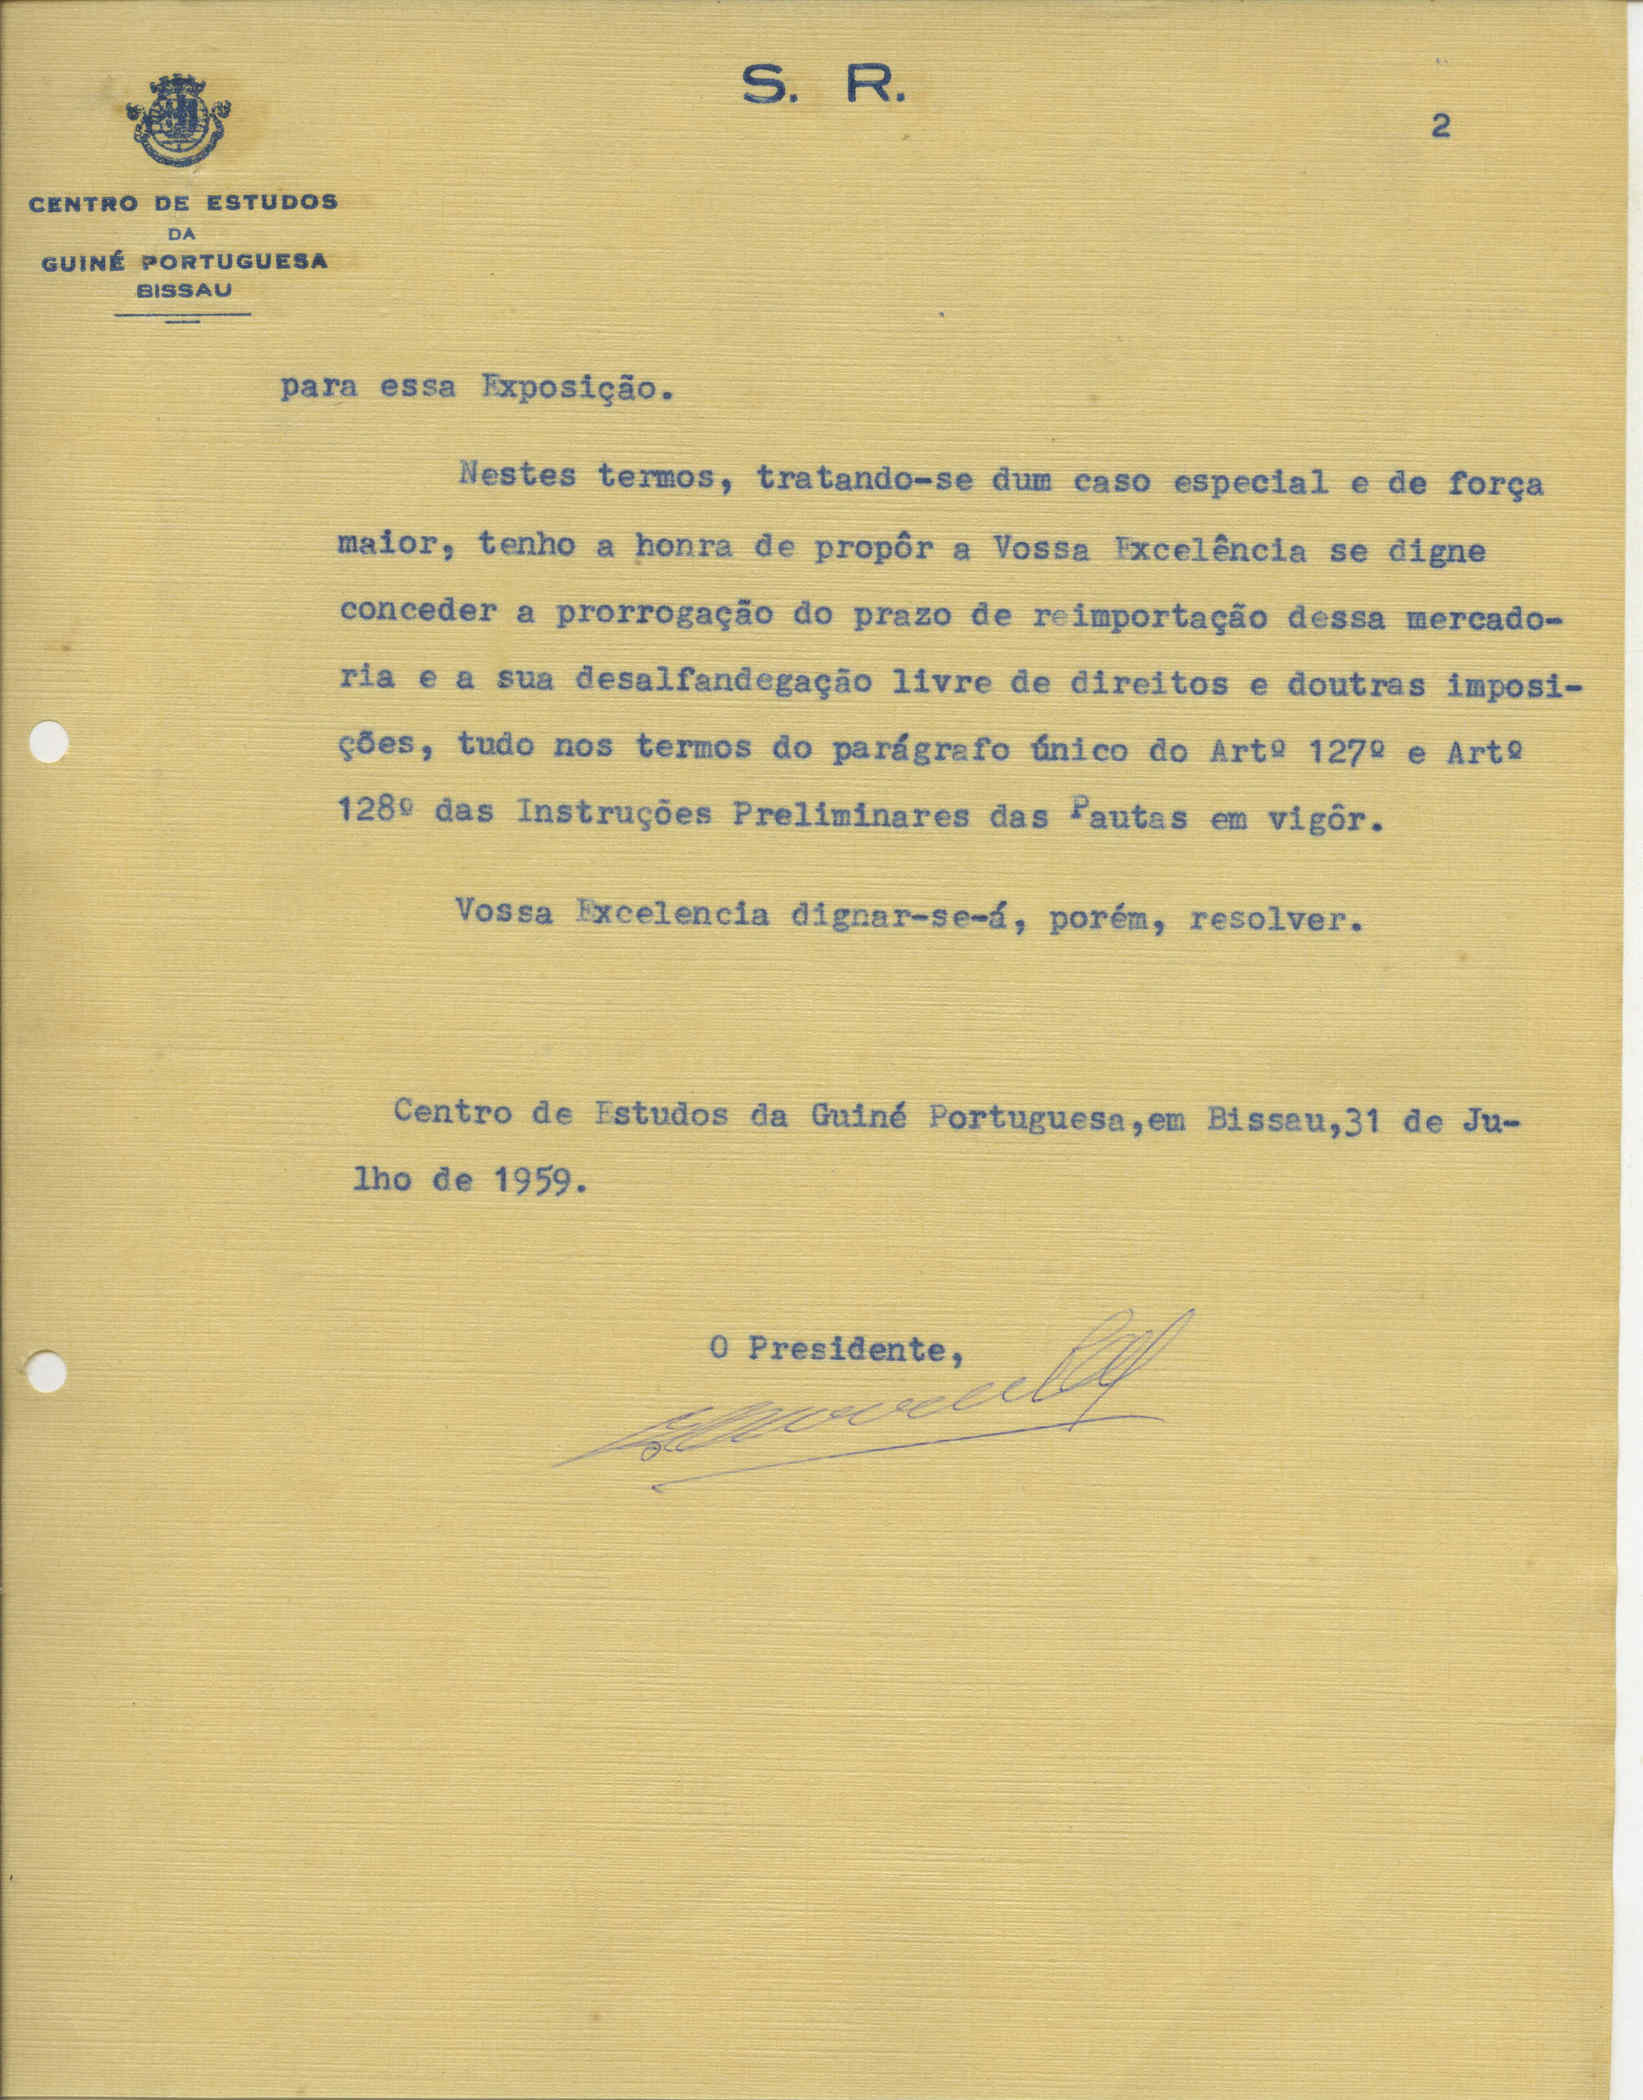 S. R.
2
CENTRO DE ESTUDOS
DA
GUINÉ PORTUGUESA
BISSAU
para essa Exposição.
Nestes termos, tratando-se dum caso especial e de força
maior, tenho a honra de propôr a Vossa Excelência se digne
conceder a prorrogação do prazo de reimportação dessa mercado-
ria e a sua desalfandegação livre de direitos e doutras imposi-
ções, tudo nos termos do parágrafo único do Artº 127º e Artº
128º das Instruções Preliminares das Pautas em vigôr.
Vossa Excelencia dignar-se-á, porém, resolver.
Centro de Estudos da Guiné Portuguesa,em Bissau,31 de Ju-
lho de 1959.
O Presidente,